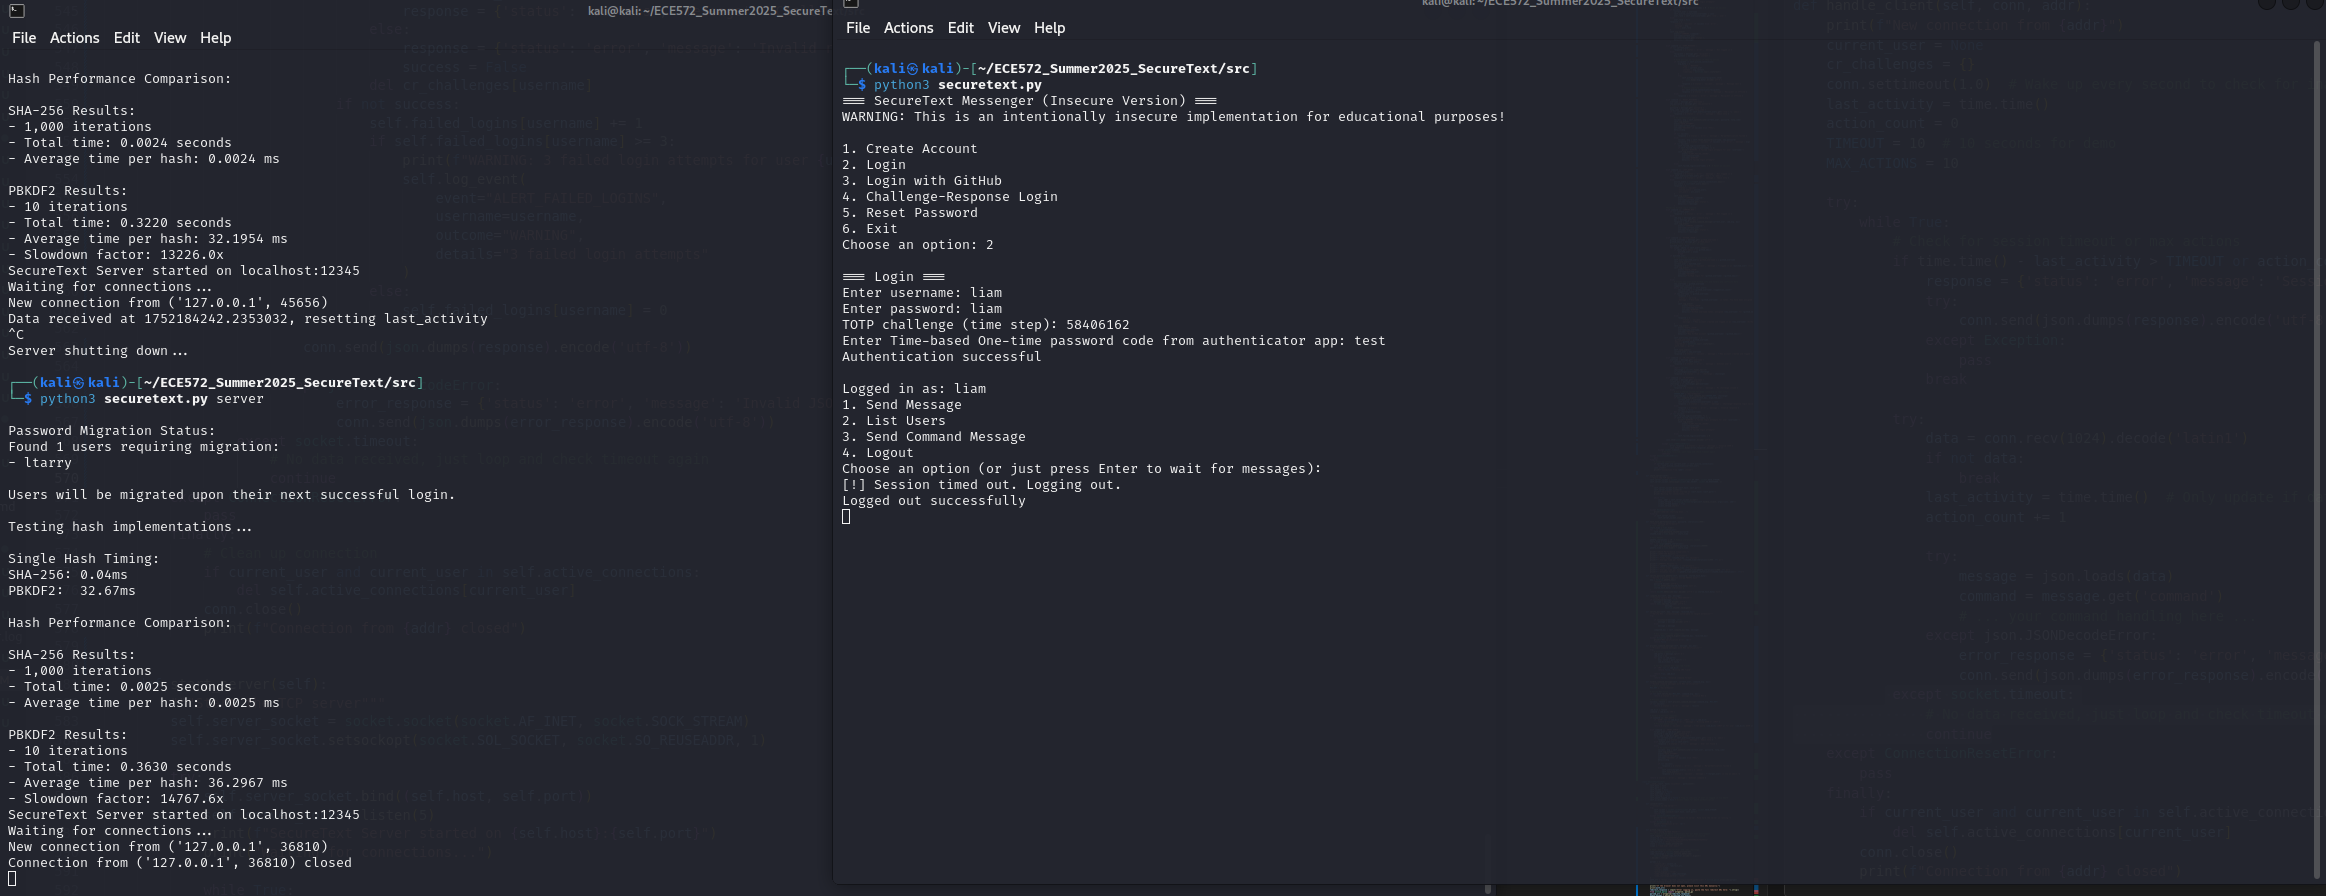 kali@kali: ~/ECE572_Summer2025_SecureTe
File Actions Edit View Help
Hash Performance Comparison:
SHA-256 Results:
- 1,000 iterations
- Total time: 0.0024 seconds
- Average time per hash: 0.0024 ms
PBKDF2 Results:
- 10 iterations
- Total time: 0.3220 seconds
- Average time per hash: 32.1954 ms
- Slowdown factor: 13226.0x
SecureText Server started on localhost:12345
Waiting for connections...
New connection from ('127.0.0.1', 45656)
Data received at 1752184242.2353032, resetting last_activity
^C
Server shutting down...
┌──(kali㉿kali)-[~/ECE572_Summer2025_SecureText/src]
└─$ python3 securetext.py server
Password Migration Status:
Found 1 users requiring migration:
- ltarry
Users will be migrated upon their next successful login.
Testing hash implementations...
Single Hash Timing:
SHA-256: 0.04ms
PBKDF2:  32.67ms
Hash Performance Comparison:
SHA-256 Results:
- 1,000 iterations
- Total time: 0.0025 seconds
- Average time per hash: 0.0025 ms
PBKDF2 Results:
- 10 iterations
- Total time: 0.3630 seconds
- Average time per hash: 36.2967 ms
- Slowdown factor: 14767.6x
SecureText Server started on localhost:12345
Waiting for connections...
New connection from ('127.0.0.1', 36810)
Connection from ('127.0.0.1', 36810) closed
kali@kali: ~/ECE572_Summer2025_SecureText/src
File Actions Edit View Help
┌──(kali㉿kali)-[~/ECE572_Summer2025_SecureText/src]
└─$ python3 securetext.py
=== SecureText Messenger (Insecure Version) ===
WARNING: This is an intentionally insecure implementation for educational purposes!
1. Create Account
2. Login
3. Login with GitHub
4. Challenge-Response Login
5. Reset Password
6. Exit
Choose an option: 2
=== Login ===
Enter username: liam
Enter password: liam
TOTP challenge (time step): 58406162
Enter Time-based One-time password code from authenticator app: test
Authentication successful
Logged in as: liam
1. Send Message
2. List Users
3. Send Command Message
4. Logout
Choose an option (or just press Enter to wait for messages):
[!] Session timed out. Logging out.
Logged out successfully